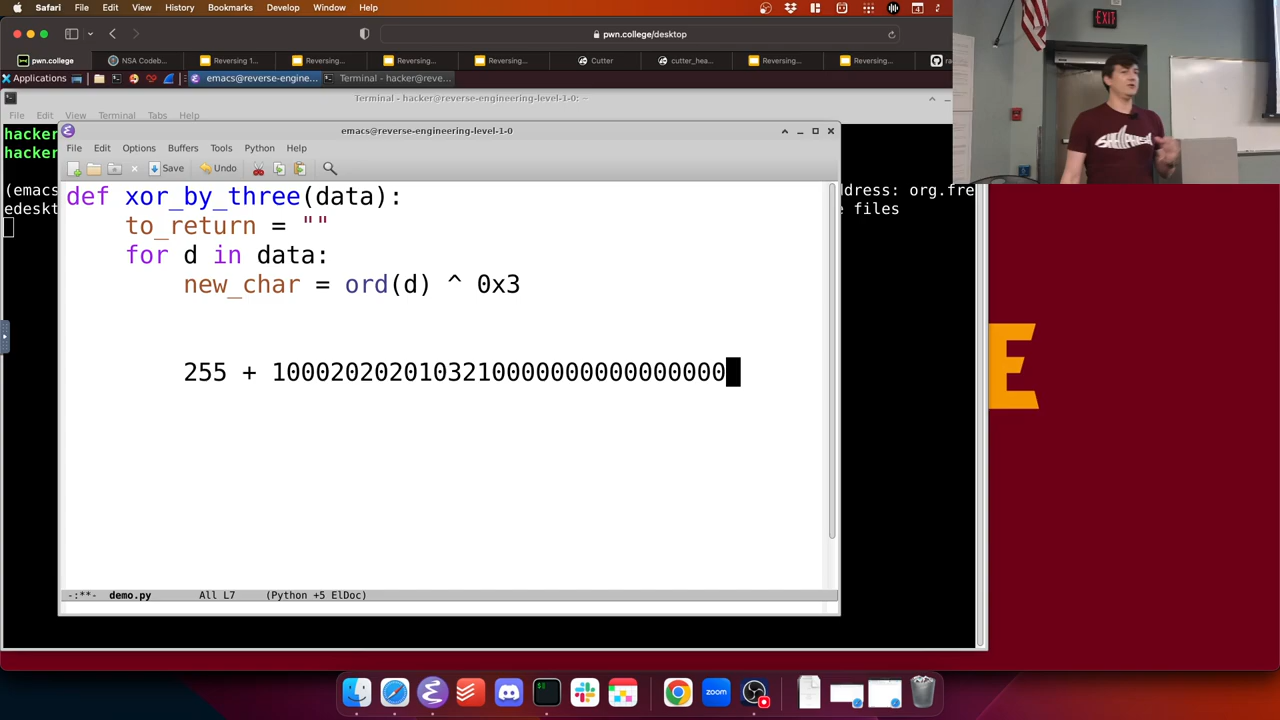 Safari File Edit View History Bookmarks Develop Window Help
pwn.college/desktop
pwn.college NSA Codeb... Reversing 1... Reversing... Reversing... Reversing... Cutter cutter_hea... Reversing... Reversing... ra
Applications emacs@reverse-engine... Terminal - hacker@reve...
Terminal - hacker@reverse-engineering-level-1-0: ~
File Edit View Terminal Tabs Help
hacker
hacker
(emacs
ddress: org.fre
edeskt
e files
emacs@reverse-engineering-level-1-0
File Edit Options Buffers Tools Python Help
Save Undo
def xor_by_three(data):
to_return = ""
for d in data:
new_char = ord(d) ^ 0x3
255 + 1000202020103210000000000000000
-:**- demo.py All L7 (Python +5 ElDoc)
E
EXIT
zoom